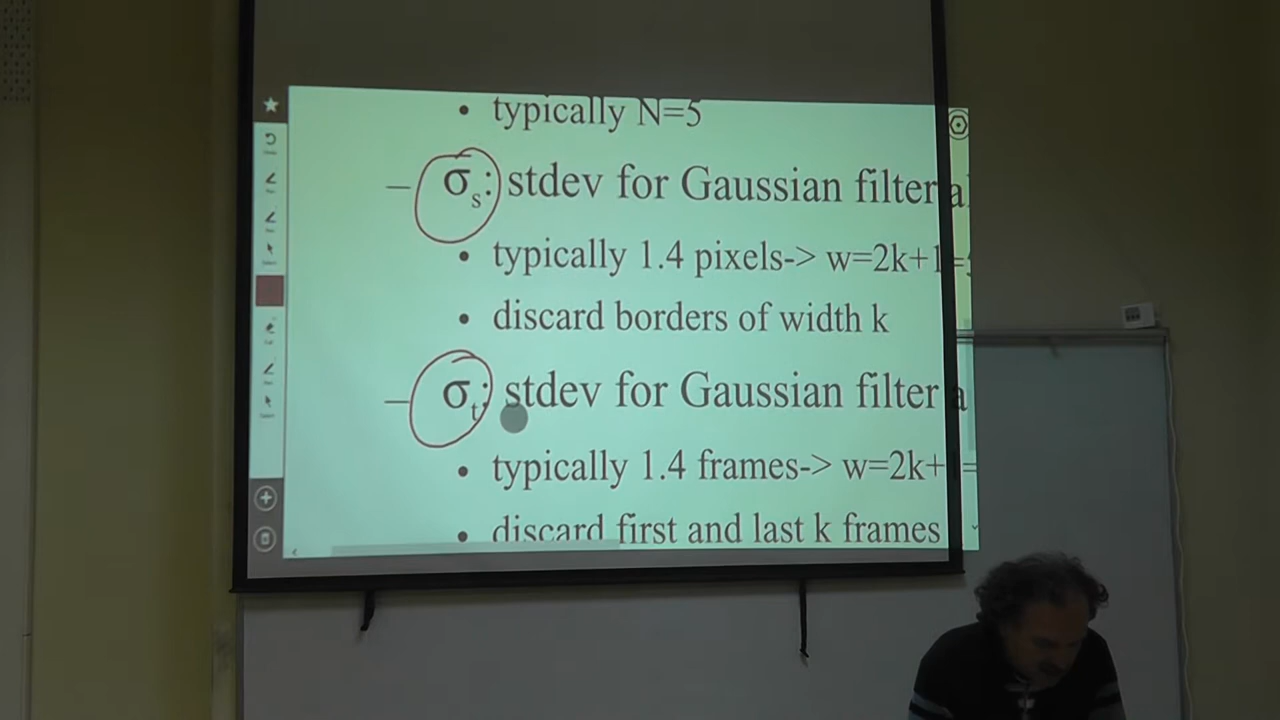 • typically N=5
– σs: stdev for Gaussian filter
• typically 1.4 pixels-> w=2k+1=
• discard borders of width k
– σt: stdev for Gaussian filter a
• typically 1.4 frames-> w=2k+1=
• discard first and last k frames